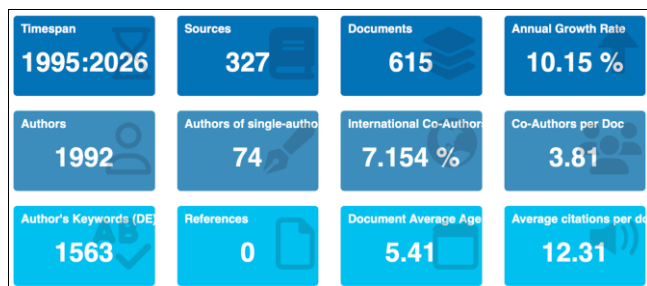 Timespan
1995:2026
Sources
327
Documents
615
Annual Growth Rate
10.15 %
Authors
1992
Authors of single-autho
74
International Co-Author
7.154 %
Co-Authors per Doc
3.81
Author's Keywords (DE)
1563
References
0
Document Average Age
5.41
Average citations per do
12.31